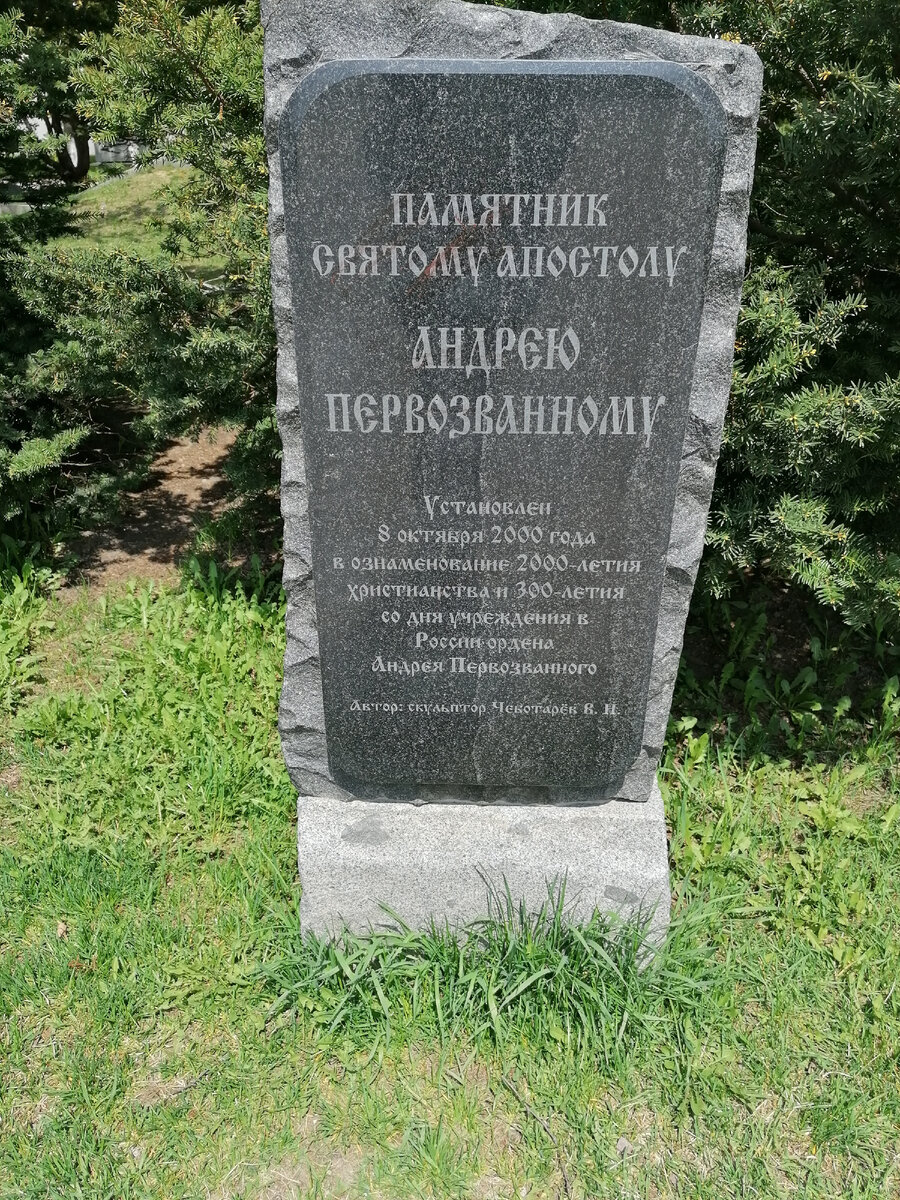 ПАМЯТНИК
СВЯТОМУ АПОСТОЛУ
АНДРЕЮ
ПЕРВОЗВАННОМУ
Установлен
8 октября 2000 года
в ознаменование 2000-летия
христианства и 300-летия
со дня учреждения в
России ордена
Андрея Первозванного
Автор: скульптор Чеботарёв В. И.